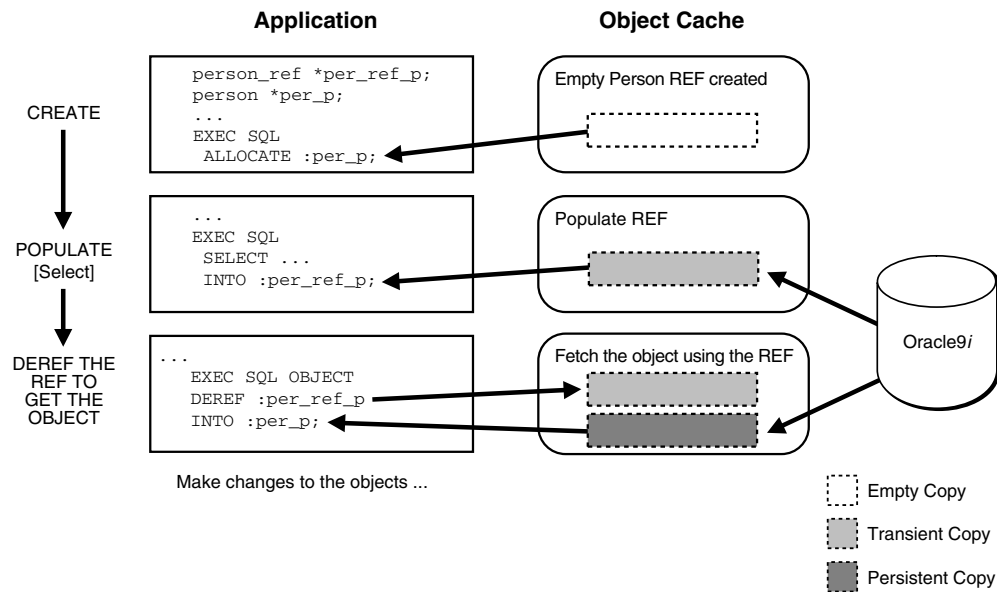 Application
Object Cache
CREATE
person_ref *per_ref_p;
person *per_p;
...
EXEC SQL
ALLOCATE :per_p;
Empty Person REF created
POPULATE
[Select]
...
EXEC SQL
SELECT ...
INTO :per_ref_p;
Populate REF
DEREF THE
REF TO
GET THE
OBJECT
...
EXEC SQL OBJECT
DEREF :per_ref_p
INTO :per_p;
Fetch the object using the REF
Oracle9i
Make changes to the objects ...
Empty Copy
Transient Copy
Persistent Copy